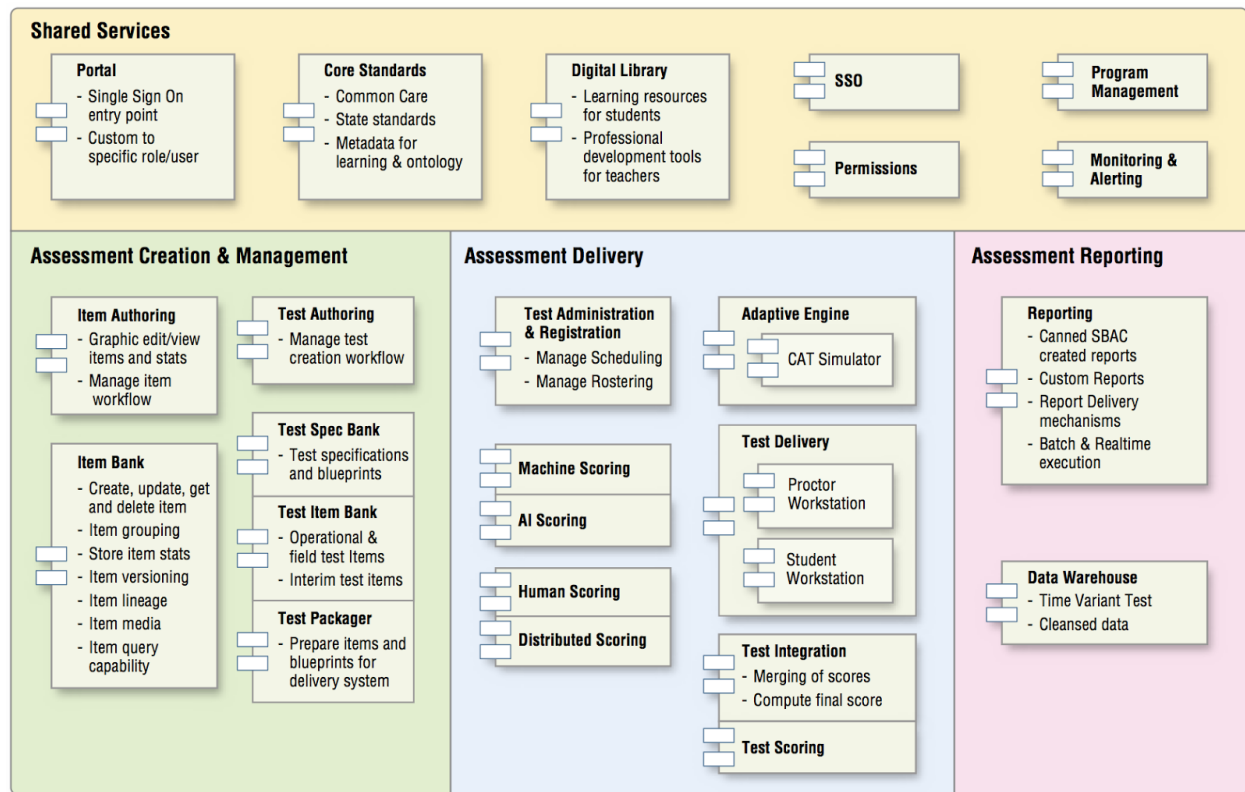 Shared Services
Portal
- Single Sign On
entry point
- Custom to
specific role/user
Core Standards
- Common Care
- State standards
- Metadata for
learning & ontology
Digital Library
- Learning resources
for students
- Professional
development tools
for teachers
SSO
Permissions
Program
Management
Monitoring &
Alerting
Assessment Creation & Management
Item Authoring
- Graphic edit/view
items and stats
- Manage item
workflow
Item Bank
- Create, update, get
and delete item
- Item grouping
- Store item stats
- Item versioning
- Item lineage
- Item media
- Item query
capability
Test Authoring
- Manage test
creation workflow
Test Spec Bank
- Test specifications
and blueprints
Test Item Bank
- Operational &
field test Items
- Interim test items
Test Packager
- Prepare items and
blueprints for
delivery system
Assessment Delivery
Test Administration
& Registration
- Manage Scheduling
- Manage Rostering
Machine Scoring
AI Scoring
Human Scoring
Distributed Scoring
Adaptive Engine
CAT Simulator
Test Delivery
Proctor
Workstation
Student
Workstation
Test Integration
- Merging of scores
- Compute final score
Test Scoring
Assessment Reporting
Reporting
- Canned SBAC
created reports
- Custom Reports
- Report Delivery
mechanisms
- Batch & Realtime
execution
Data Warehouse
- Time Variant Test
- Cleansed data